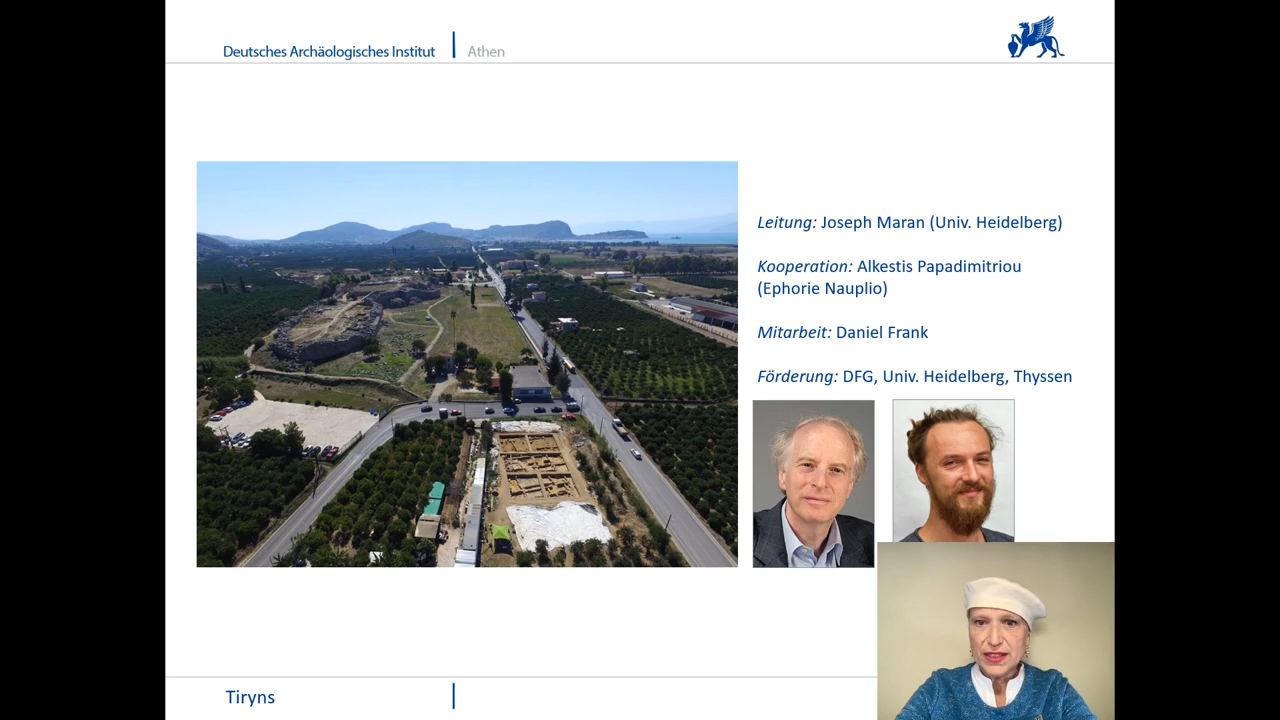 Deutsches Archäologisches Institut
Athen
Leitung: Joseph Maran (Univ. Heidelberg)
Kooperation: Alkestis Papadimitriou
(Ephorie Nauplio)
Mitarbeit: Daniel Frank
Förderung: DFG, Univ. Heidelberg, Thyssen
Tiryns